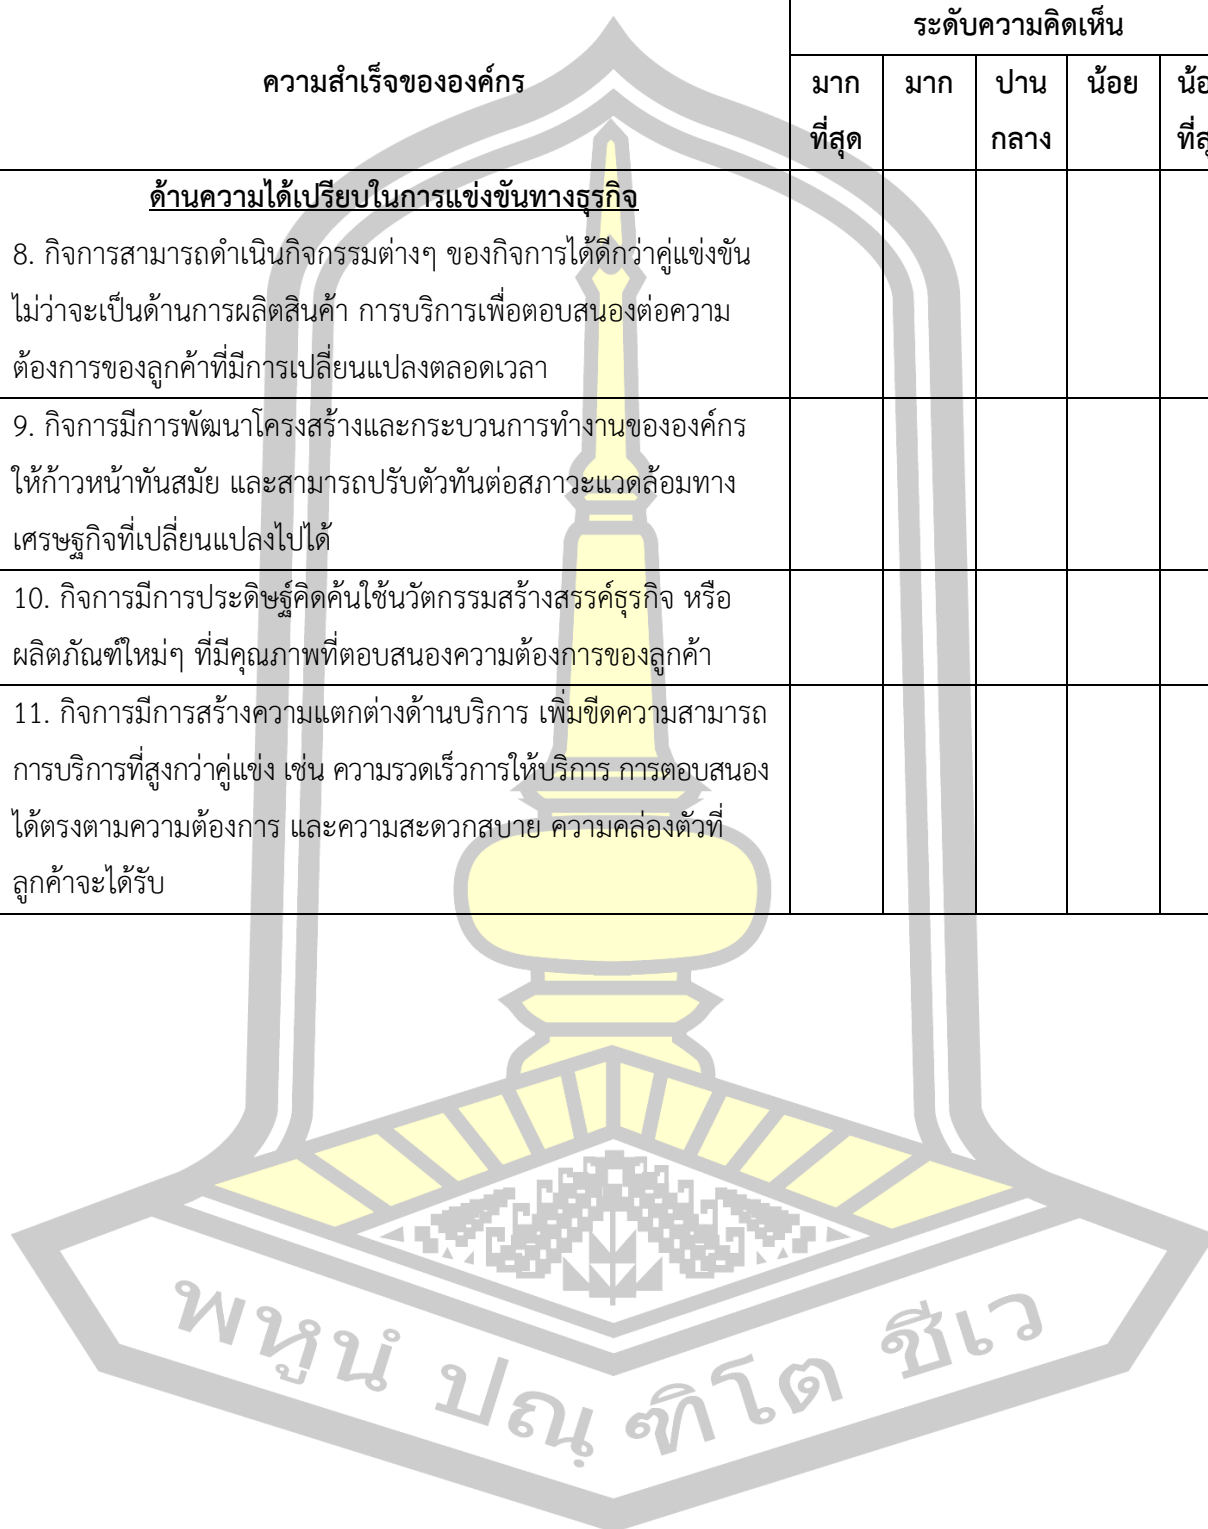 ระดับความคิดเห็น
ความสำเร็จขององค์กร
มาก มาก ปาน น้อย
ที่สุด กลาง
ด้านความได้เปรียบในการแข่งขันทางธุรกิจ
8. กิจการสามารถดำเนินกิจกรรมต่างๆ ของกิจการได้ดีกว่าคู่แข่งขัน
ไม่ว่าจะเป็นด้านการผลิตสินค้า การบริการเพื่อตอบสนองต่อความ
ต้องการของลูกค้าที่มีการเปลี่ยนแปลงตลอดเวลา
9. กิจการมีการพัฒนาโครงสร้างและกระบวนการทำงานขององค์กร
ให้ก้าวหน้าทันสมัย และสามารถปรับตัวทันต่อสภาวะแวดล้อมทาง
เศรษฐกิจที่เปลี่ยนแปลงไปได้
10. กิจการมีการประดิษฐ์คิดค้นใช้นวัตกรรมสร้างสรรค์ธุรกิจ หรือ
ผลิตภัณฑ์ใหม่ๆ ที่มีคุณภาพที่ตอบสนองความต้องการของลูกค้า
11. กิจการมีการสร้างความแตกต่างด้านบริการ เพิ่มขีดความสามารถ
การบริการที่สูงกว่าคู่แข่ง เช่น ความรวดเร็วการให้บริการ การตอบสนอง
ได้ตรงตามความต้องการ และความสะดวกสบาย ความคล่องตัวที่
ลูกค้าจะได้รับ
พหูนํ ปณฺ ฑิโต ชีเว